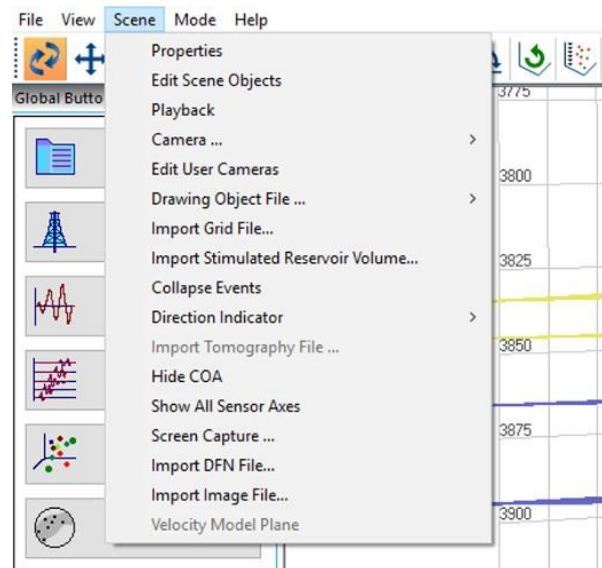 File View Scene Mode Help
Properties
Global Butto
Edit Scene Objects
3775
Playback
Camera ...
Edit User Cameras
3800
Drawing Object File ...
Import Grid File...
Import Stimulated Reservoir Volume...
3825
Collapse Events
Direction Indicator
Import Tomography File ...
3850
Hide COA
Show All Sensor Axes
Screen Capture ...
3875
Import DFN File...
Import Image File...
3900
Velocity Model Plane